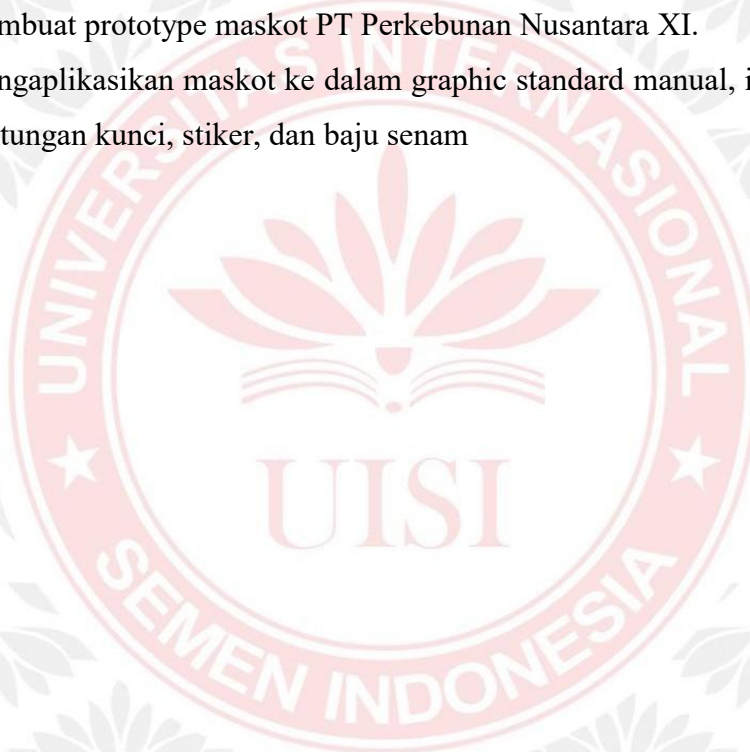 mbuat prototype maskot PT Perkebunan Nusantara XI.
ngaplikasikan maskot ke dalam graphic standard manual, i
tungan kunci, stiker, dan baju senam
UNIVERSITAS INTERNASIONAL
UISI
SEMEN INDONESIA